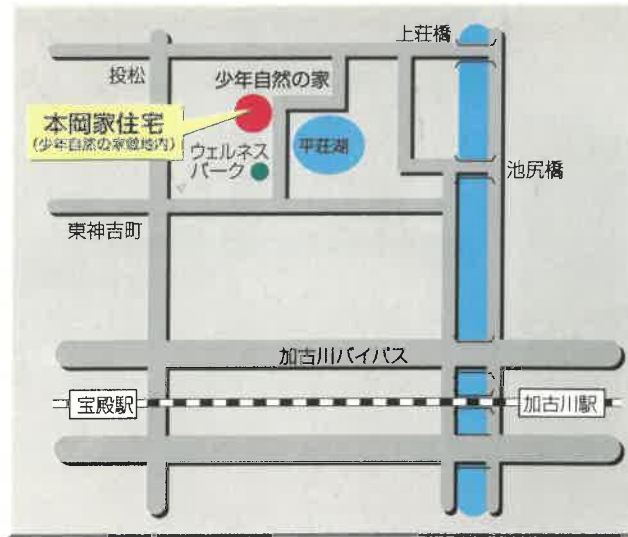 上荘橋
投松
少年自然の家
本岡家住宅
(少年自然の家敷地内)
ウェルネス
パーク
平荘湖
池尻橋
東神吉町
加古川バイパス
宝殿駅
加古川駅